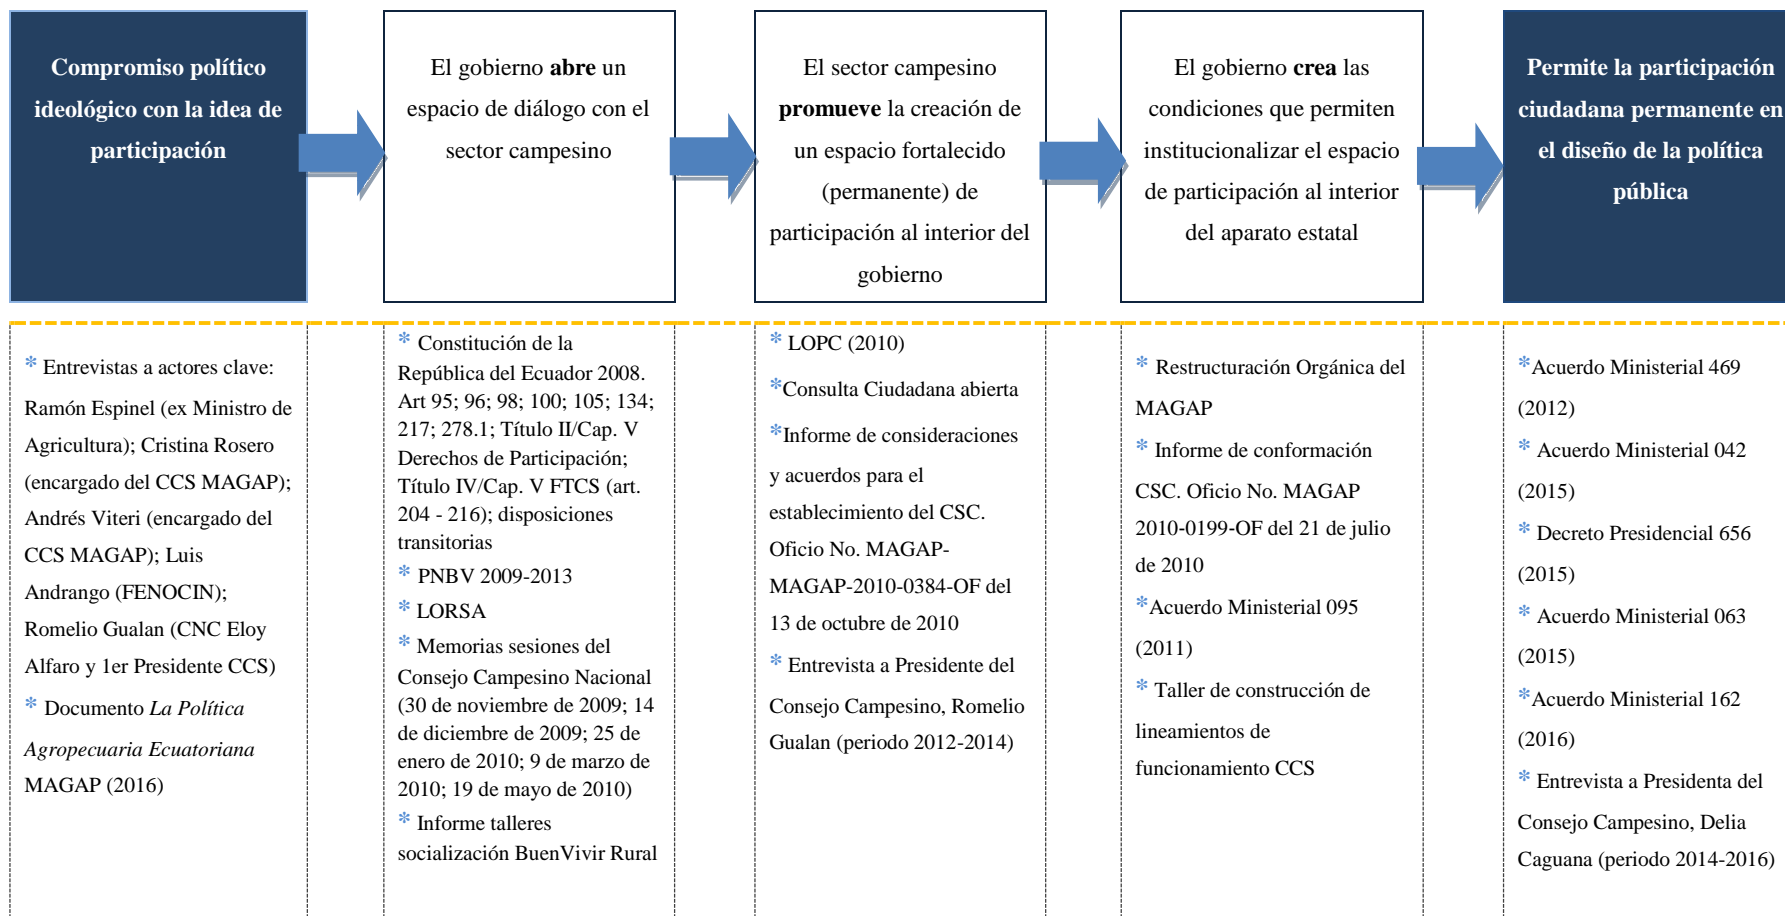 Compromiso político
ideológico con la idea de
participación
El gobierno abre un
espacio de diálogo con el
sector campesino
El sector campesino
promueve la creación de
un espacio fortalecido
(permanente) de
participación al interior del
gobierno
El gobierno crea las
condiciones que permiten
institucionalizar el espacio
de participación al interior
del aparato estatal
Permite la participación
ciudadana permanente en
el diseño de la política
pública
* Entrevistas a actores clave:
Ramón Espinel (ex Ministro de
Agricultura); Cristina Rosero
(encargado del CCS MAGAP);
Andrés Viteri (encargado del
CCS MAGAP); Luis
Andrango (FENOCIN);
Romelio Gualan (CNC Eloy
Alfaro y 1er Presidente CCS)
* Documento La Política
Agropecuaria Ecuatoriana
MAGAP (2016)
* Constitución de la
República del Ecuador 2008.
Art 95; 96; 98; 100; 105; 134;
217; 278.1; Título II/Cap. V
Derechos de Participación;
Título IV/Cap. V FTCS (art.
204 - 216); disposiciones
transitorias
* PNBV 2009-2013
* LORSA
* Memorias sesiones del
Consejo Campesino Nacional
(30 de noviembre de 2009; 14
de diciembre de 2009; 25 de
enero de 2010; 9 de marzo de
2010; 19 de mayo de 2010)
* Informe talleres
socialización BuenVivir Rural
* LOPC (2010)
*Consulta Ciudadana abierta
*Informe de consideraciones
y acuerdos para el
establecimiento del CSC.
Oficio No. MAGAP-
MAGAP-2010-0384-OF del
13 de octubre de 2010
* Entrevista a Presidente del
Consejo Campesino, Romelio
Gualan (periodo 2012-2014)
* Restructuración Orgánica del
MAGAP
* Informe de conformación
CSC. Oficio No. MAGAP
2010-0199-OF del 21 de julio
de 2010
*Acuerdo Ministerial 095
(2011)
* Taller de construcción de
lineamientos de
funcionamiento CCS
*Acuerdo Ministerial 469
(2012)
* Acuerdo Ministerial 042
(2015)
* Decreto Presidencial 656
(2015)
* Acuerdo Ministerial 063
(2015)
*Acuerdo Ministerial 162
(2016)
* Entrevista a Presidenta del
Consejo Campesino, Delia
Caguana (periodo 2014-2016)